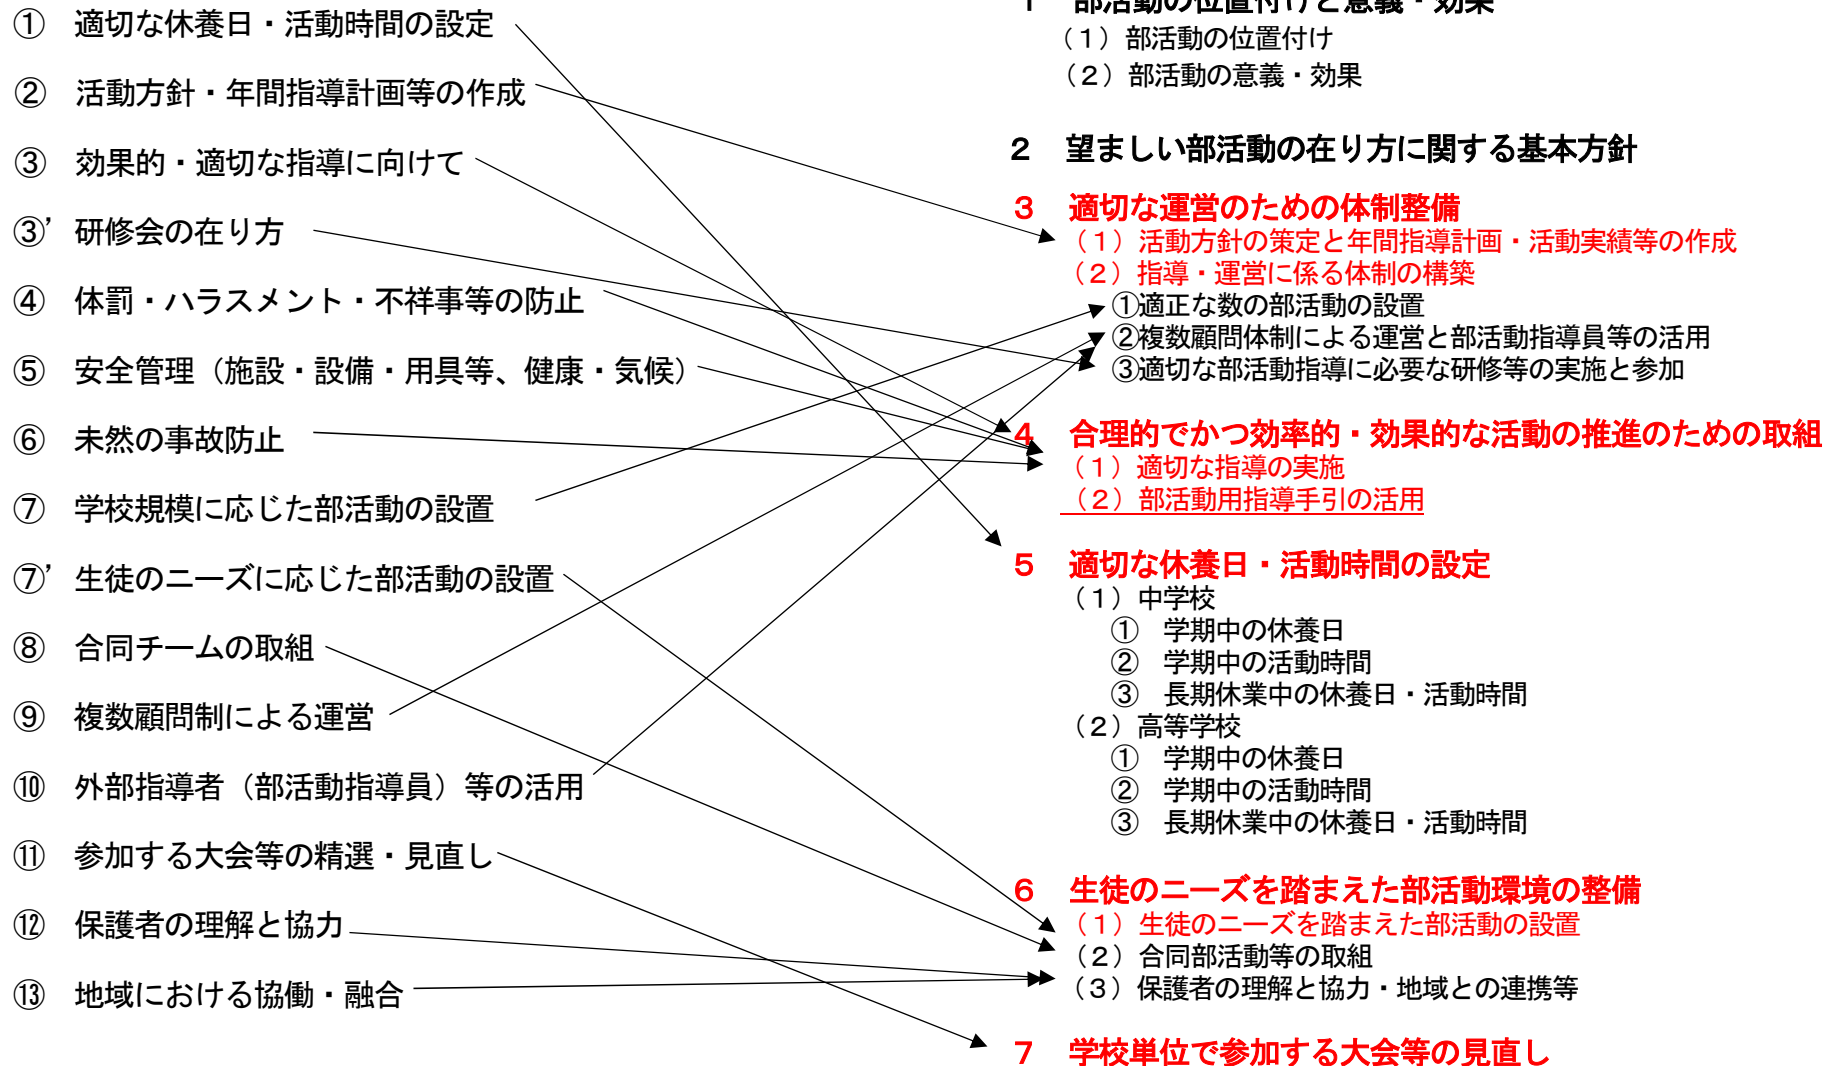 ① 適切な休養日・活動時間の設定
② 活動方針・年間指導計画等の作成
③ 効果的・適切な指導に向けて
③’ 研修会の在り方
④ 体罰・ハラスメント・不祥事等の防止
⑤ 安全管理（施設・設備・用具等、健康・気候）
⑥ 未然の事故防止
⑦ 学校規模に応じた部活動の設置
⑦’ 生徒のニーズに応じた部活動の設置
⑧ 合同チームの取組
⑨ 複数顧問制による運営
⑩ 外部指導者（部活動指導員）等の活用
⑪ 参加する大会等の精選・見直し
⑫ 保護者の理解と協力
⑬ 地域における協働・融合
１ 部活動の位置付けと意義・効果
（１）部活動の位置付け
（２）部活動の意義・効果
２ 望ましい部活動の在り方に関する基本方針
３ 適切な運営のための体制整備
（１）活動方針の策定と年間指導計画・活動実績等の作成
（２）指導・運営に係る体制の構築
①適正な数の部活動の設置
②複数顧問体制による運営と部活動指導員等の活用
③適切な部活動指導に必要な研修等の実施と参加
４ 合理的でかつ効率的・効果的な活動の推進のための取組
（１）適切な指導の実施
（２）部活動用指導手引の活用
５ 適切な休養日・活動時間の設定
（１）中学校
① 学期中の休養日
② 学期中の活動時間
③ 長期休業中の休養日・活動時間
（２）高等学校
① 学期中の休養日
② 学期中の活動時間
③ 長期休業中の休養日・活動時間
６ 生徒のニーズを踏まえた部活動環境の整備
（１）生徒のニーズを踏まえた部活動の設置
（２）合同部活動等の取組
（３）保護者の理解と協力・地域との連携等
７ 学校単位で参加する大会等の見直し